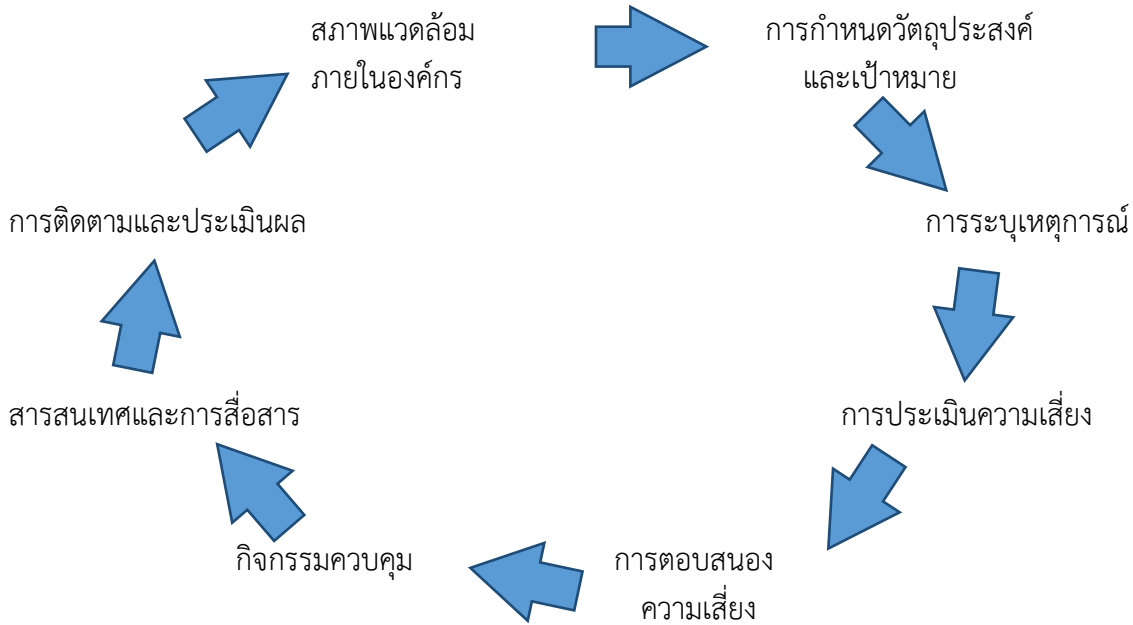 สภาพแวดล้อม
ภายในองค์กร
การกำหนดวัตถุประสงค์
และเป้าหมาย
การระบุเหตุการณ์
การประเมินความเสี่ยง
การตอบสนอง
ความเสี่ยง
กิจกรรมควบคุม
สารสนเทศและการสื่อสาร
การติดตามและประเมินผล